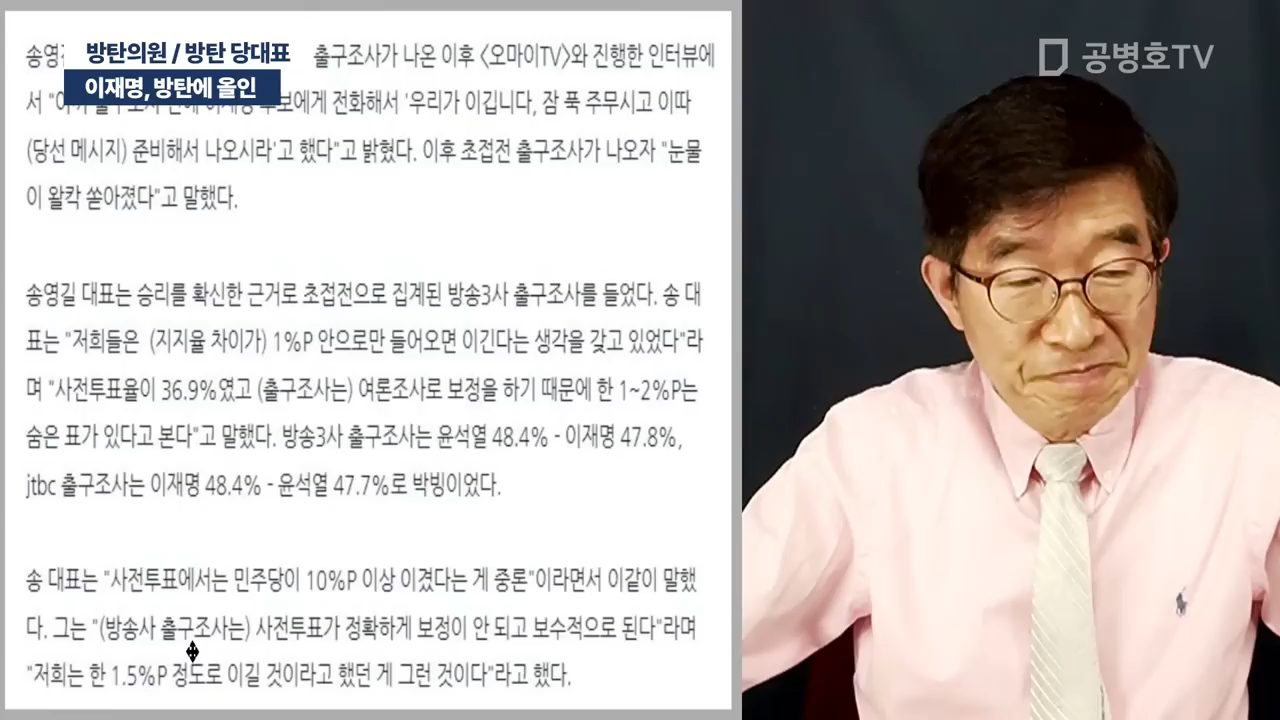 방탄의원 / 방탄 당대표
이재명, 방탄에 올인
공병호TV
송영길 출구조사가 나온 이후 <오마이TV>와 진행한 인터뷰에
서 전화해서 '우리가 이깁니다, 잠 푹 주무시고 이따
(당선 메시지) 준비해서 나오시라'고 했다"고 밝혔다. 이후 초접전 출구조사가 나오자 "눈물
이 왈칵 쏟아졌다"고 말했다.
송영길 대표는 승리를 확신한 근거로 초접전으로 집계된 방송3사 출구조사를 들었다. 송 대
표는 "저희들은 (지지율 차이가) 1%P 안으로만 들어오면 이긴다는 생각을 갖고 있었다"라
며 "사전투표율이 36.9%였고 (출구조사는) 여론조사로 보정을 하기 때문에 한 1~2%P는
숨은 표가 있다고 본다"고 말했다. 방송3사 출구조사는 윤석열 48.4% - 이재명 47.8%,
jtbc 출구조사는 이재명 48.4% - 윤석열 47.7%로 박빙이었다.
송 대표는 "사전투표에서는 민주당이 10%P 이상 이겼다는 게 중론"이라면서 이같이 말했
다. 그는 "(방송사 출구조사는) 사전투표가 정확하게 보정이 안 되고 보수적으로 된다"라며
"저희는 한 1.5%P 정도로 이길 것이라고 했던 게 그런 것이다"라고 했다.